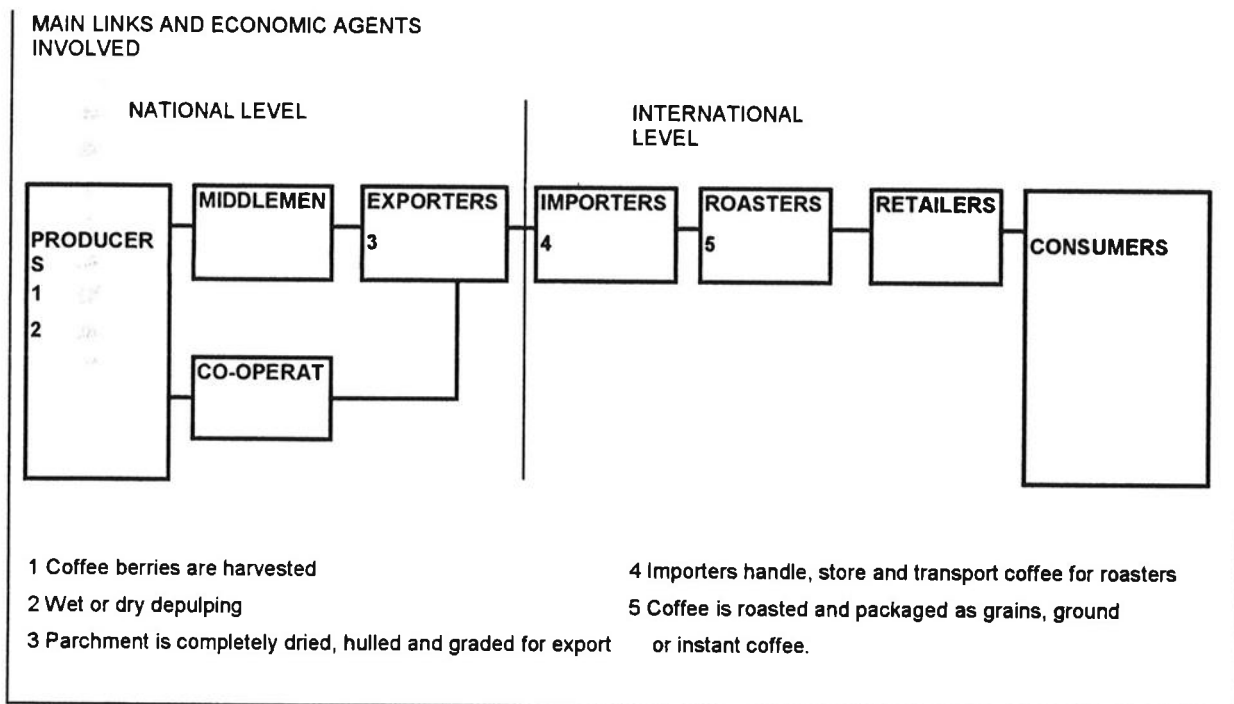 MAIN LINKS AND ECONOMIC AGENTS
INVOLVED
NATIONAL LEVEL
INTERNATIONAL
LEVEL
PRODUCER
S
1
2
MIDDLEMEN
EXPORTERS
3
CO-OPERAT
IMPORTERS
4
ROASTERS
5
RETAILERS
CONSUMERS
1 Coffee berries are harvested
2 Wet or dry depulping
3 Parchment is completely dried, hulled and graded for export
4 Importers handle, store and transport coffee for roasters
5 Coffee is roasted and packaged as grains, ground
or instant coffee.